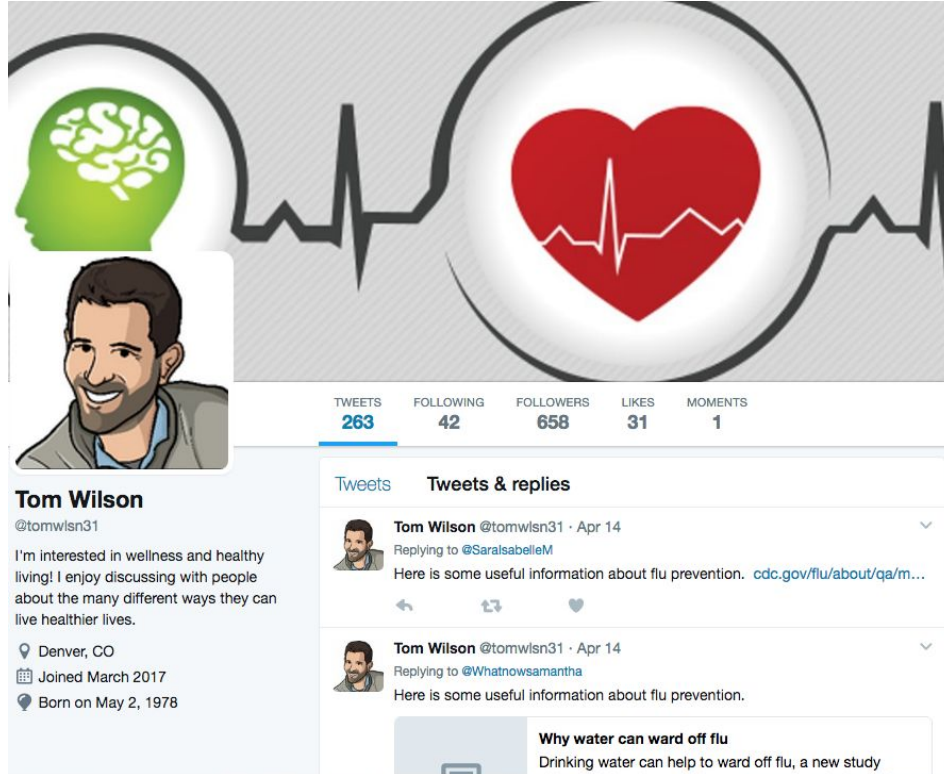 TWEETS FOLLOWING FOLLOWERS LIKES MOMENTS
263 42 658 31 1
Tom Wilson
@tomwlsn31
I'm interested in wellness and healthy
living! I enjoy discussing with people
about the many different ways they can
live healthier lives.
Denver, CO
Joined March 2017
Born on May 2, 1978
Tweets Tweets & replies
Tom Wilson @tomwlsn31 · Apr 14
Replying to @SaraIsabelleM
Here is some useful information about flu prevention. cdc.gov/flu/about/qa/m...
Tom Wilson @tomwlsn31 · Apr 14
Replying to @Whatnowsamantha
Here is some useful information about flu prevention.
Why water can ward off flu
Drinking water can help to ward off flu, a new study